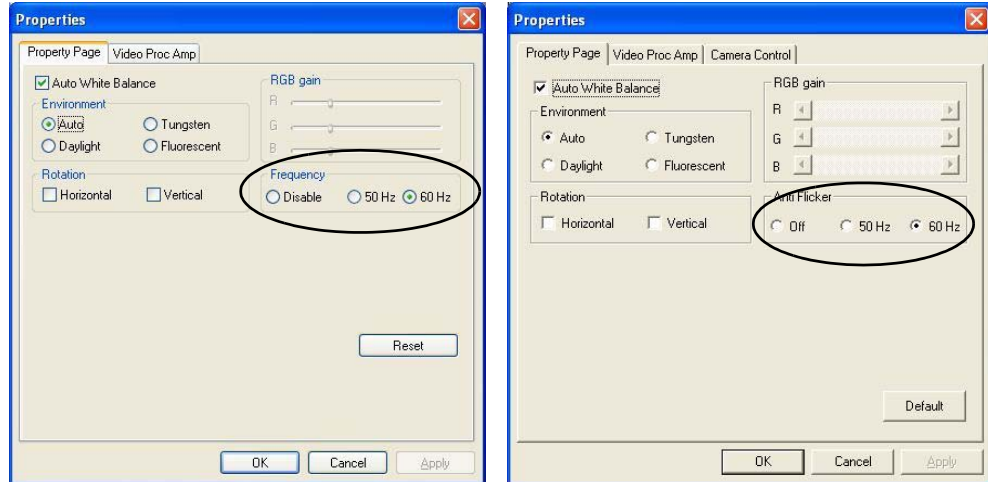 Properties
Property Page Video Proc Amp
Auto White Balance
Environment
Auto Tungsten
Daylight Fluorescent
RGB gain
R
G
B
Rotation
Horizontal Vertical
Frequency
Disable 50 Hz 60 Hz
Reset
OK Cancel Apply
Properties
Property Page Video Proc Amp Camera Control
Auto White Balance
Environment
Auto Tungsten
Daylight Fluorescent
RGB gain
R
G
B
Rotation
Horizontal Vertical
Anti Flicker
Off 50 Hz 60 Hz
Default
OK Cancel Apply